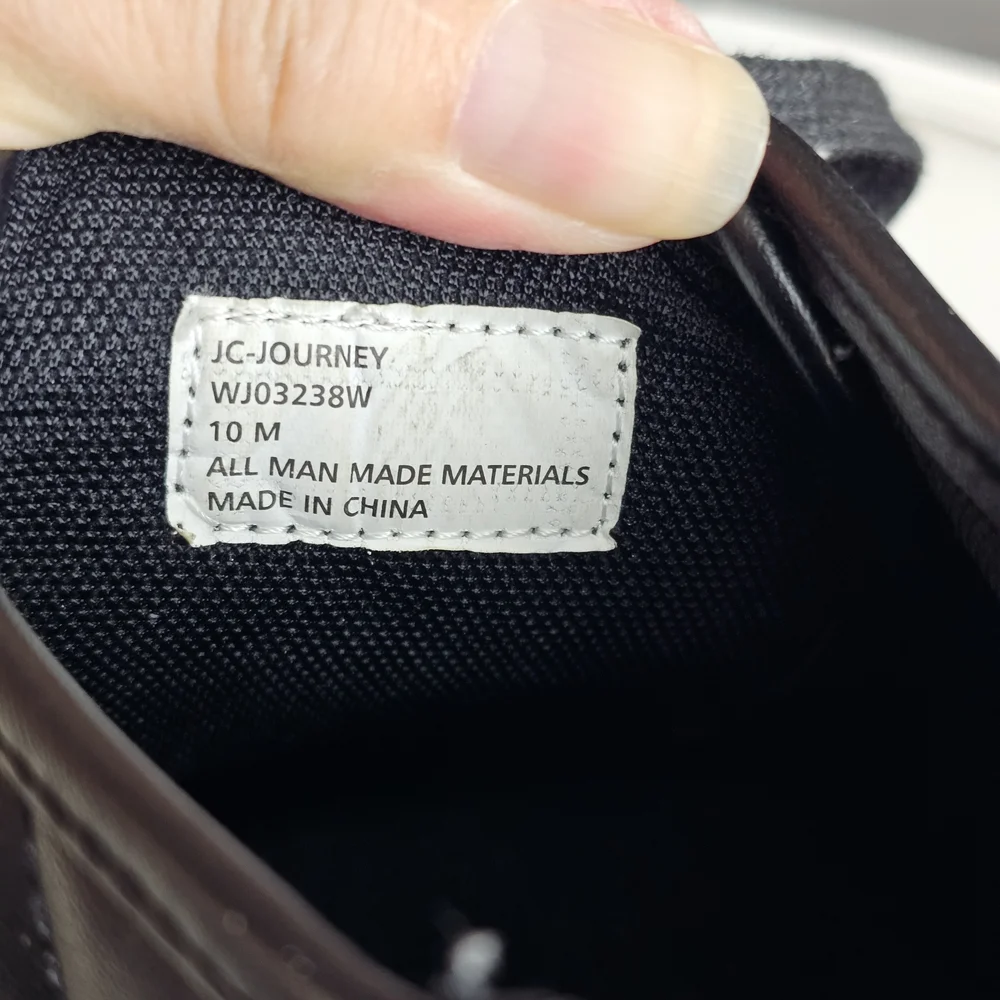 JC-JOURNEY
WJ03238W
10 M
ALL MAN MADE MATERIALS
MADE IN CHINA